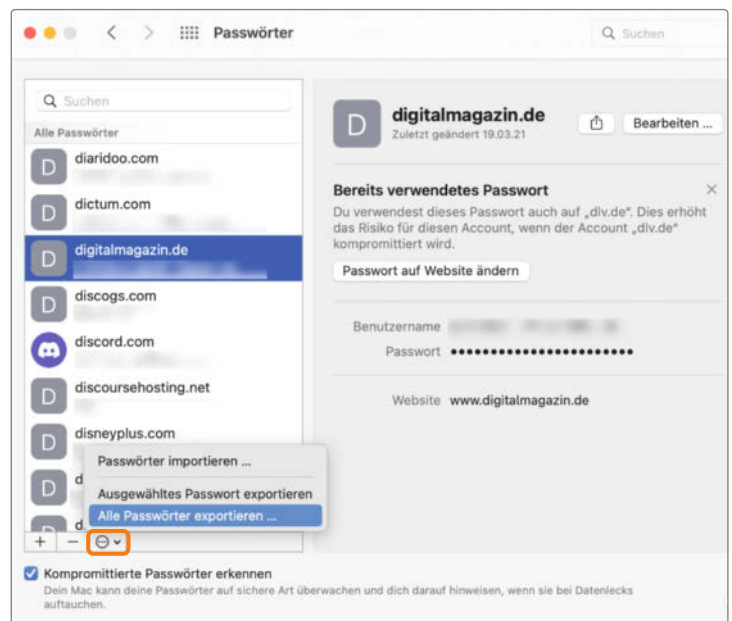 Passwörter
Suchen
Suchen
Alle Passwörter
D
diaridoo.com
D
dictum.com
D
digitalmagazin.de
D
discogs.com
discord.com
D
discoursehosting.net
D
disneyplus.com
D
d
d
Passwörter importieren ...
Ausgewähltes Passwort exportieren
Alle Passwörter exportieren ...
D
digitalmagazin.de
Zuletzt geändert 19.03.21
Bearbeiten ...
Bereits verwendetes Passwort
Du verwendest dieses Passwort auch auf „dlv.de“. Dies erhöht
das Risiko für diesen Account, wenn der Account „dlv.de“
kompromittiert wird.
Passwort auf Website ändern
Benutzername
Passwort •••••••••••••••••••••••
Website www.digitalmagazin.de
Kompromittierte Passwörter erkennen
Dein Mac kann deine Passwörter auf sichere Art überwachen und dich darauf hinweisen, wenn sie bei Datenlecks
auftauchen.